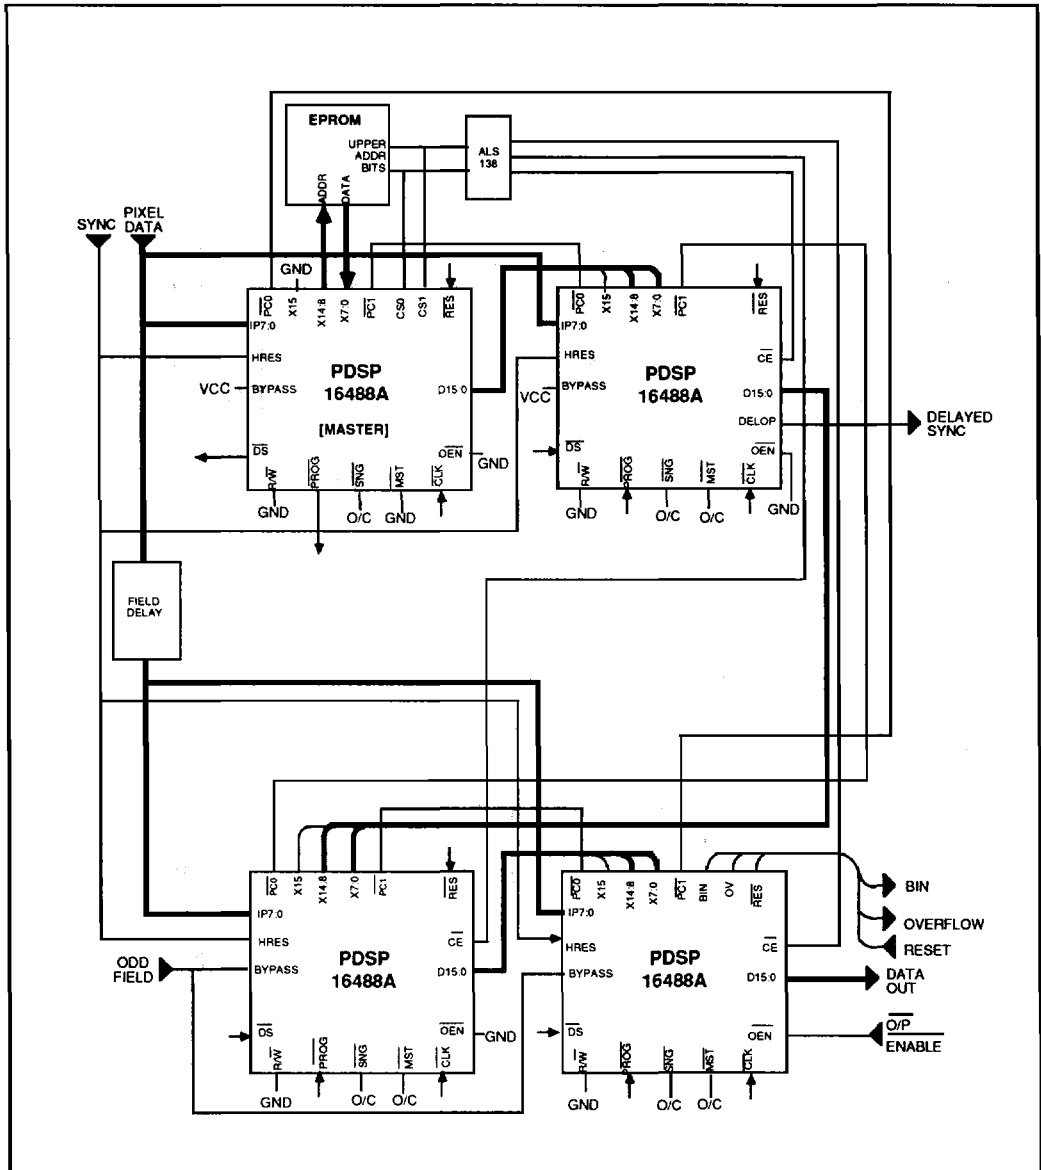 EPROM
UPPER
ADDR
BITS
ADDR
DATA
ALS
138
SYNC
PIXEL
DATA
GND
PC0
X15
X14:8
X7:0
PC1
CS0
CS1
RES
IP7:0
HRES
VCC
BYPASS
PDSP
16488A
[MASTER]
D15:0
DS
OEN
GND
R/W
PROG
SNG
MST
CLK
GND
O/C
GND
PC0
X15
X14:8
X7:0
PC1
RES
IP7:0
HRES
CE
VCC
BYPASS
PDSP
16488A
D15:0
DELOP
DELAYED
SYNC
DS
OEN
R/W
PROG
SNG
MST
CLK
GND
O/C
O/C
GND
FIELD
DELAY
PC0
X15
X14:8
X7:0
PC1
RES
IP7:0
HRES
CE
ODD
FIELD
BYPASS
PDSP
16488A
D15:0
DS
OEN
GND
R/W
PROG
SNG
MST
CLK
GND
O/C
O/C
PC0
X15
X14:8
X7:0
PC1
BIN
OV
RES
BIN
OVERFLOW
RESET
IP7:0
HRES
CE
BYPASS
PDSP
16488A
D15:0
DATA
OUT
DS
OEN
O/P
ENABLE
R/W
PROG
SNG
MST
CLK
GND
O/C
O/C